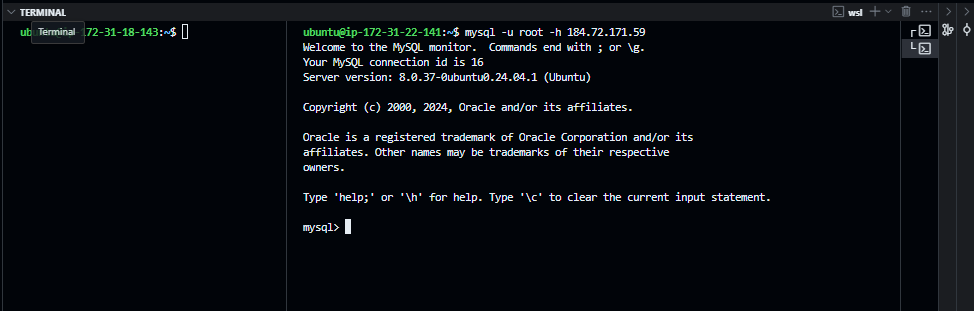 TERMINAL
wsl
Terminal
ub
172-31-18-143:~$
ubuntu@ip-172-31-22-141:~$ mysql -u root -h 184.72.171.59
Welcome to the MySQL monitor.  Commands end with ; or \g.
Your MySQL connection id is 16
Server version: 8.0.37-0ubuntu0.24.04.1 (Ubuntu)
Copyright (c) 2000, 2024, Oracle and/or its affiliates.
Oracle is a registered trademark of Oracle Corporation and/or its
affiliates. Other names may be trademarks of their respective
owners.
Type 'help;' or '\h' for help. Type '\c' to clear the current input statement.
mysql>